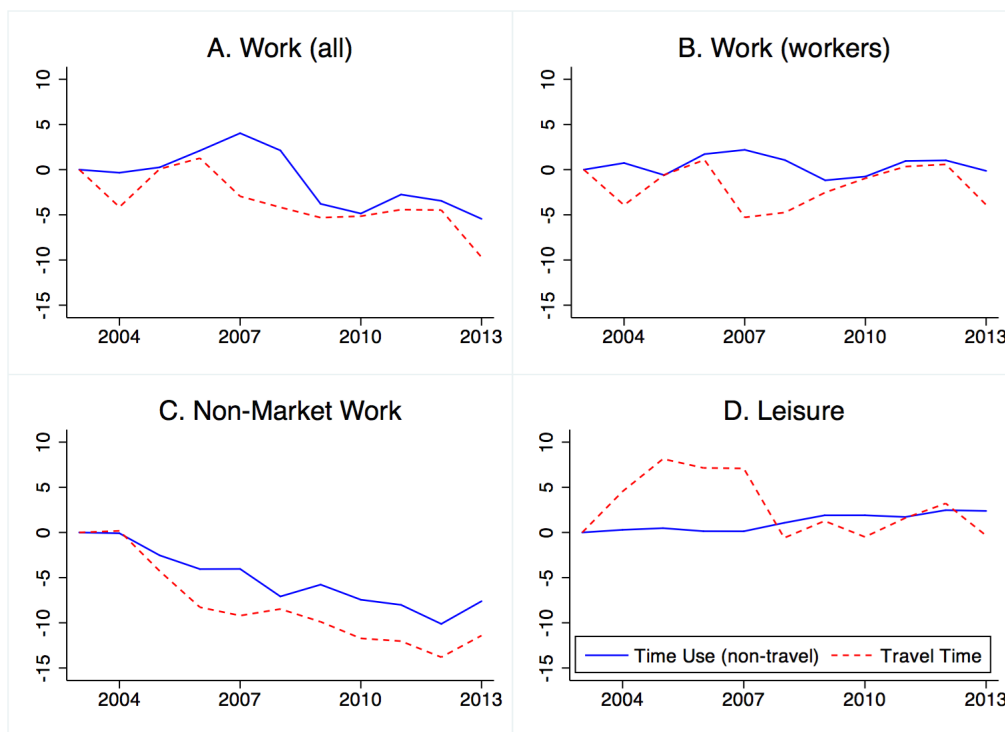 A. Work (all)
10
5
0
-5
-10
-15
2004 2007 2010 2013
B. Work (workers)
10
5
0
-5
-10
-15
2004 2007 2010 2013
C. Non-Market Work
10
5
0
-5
-10
-15
2004 2007 2010 2013
D. Leisure
10
5
0
-5
-10
-15
Time Use (non-travel) Travel Time
2004 2007 2010 2013